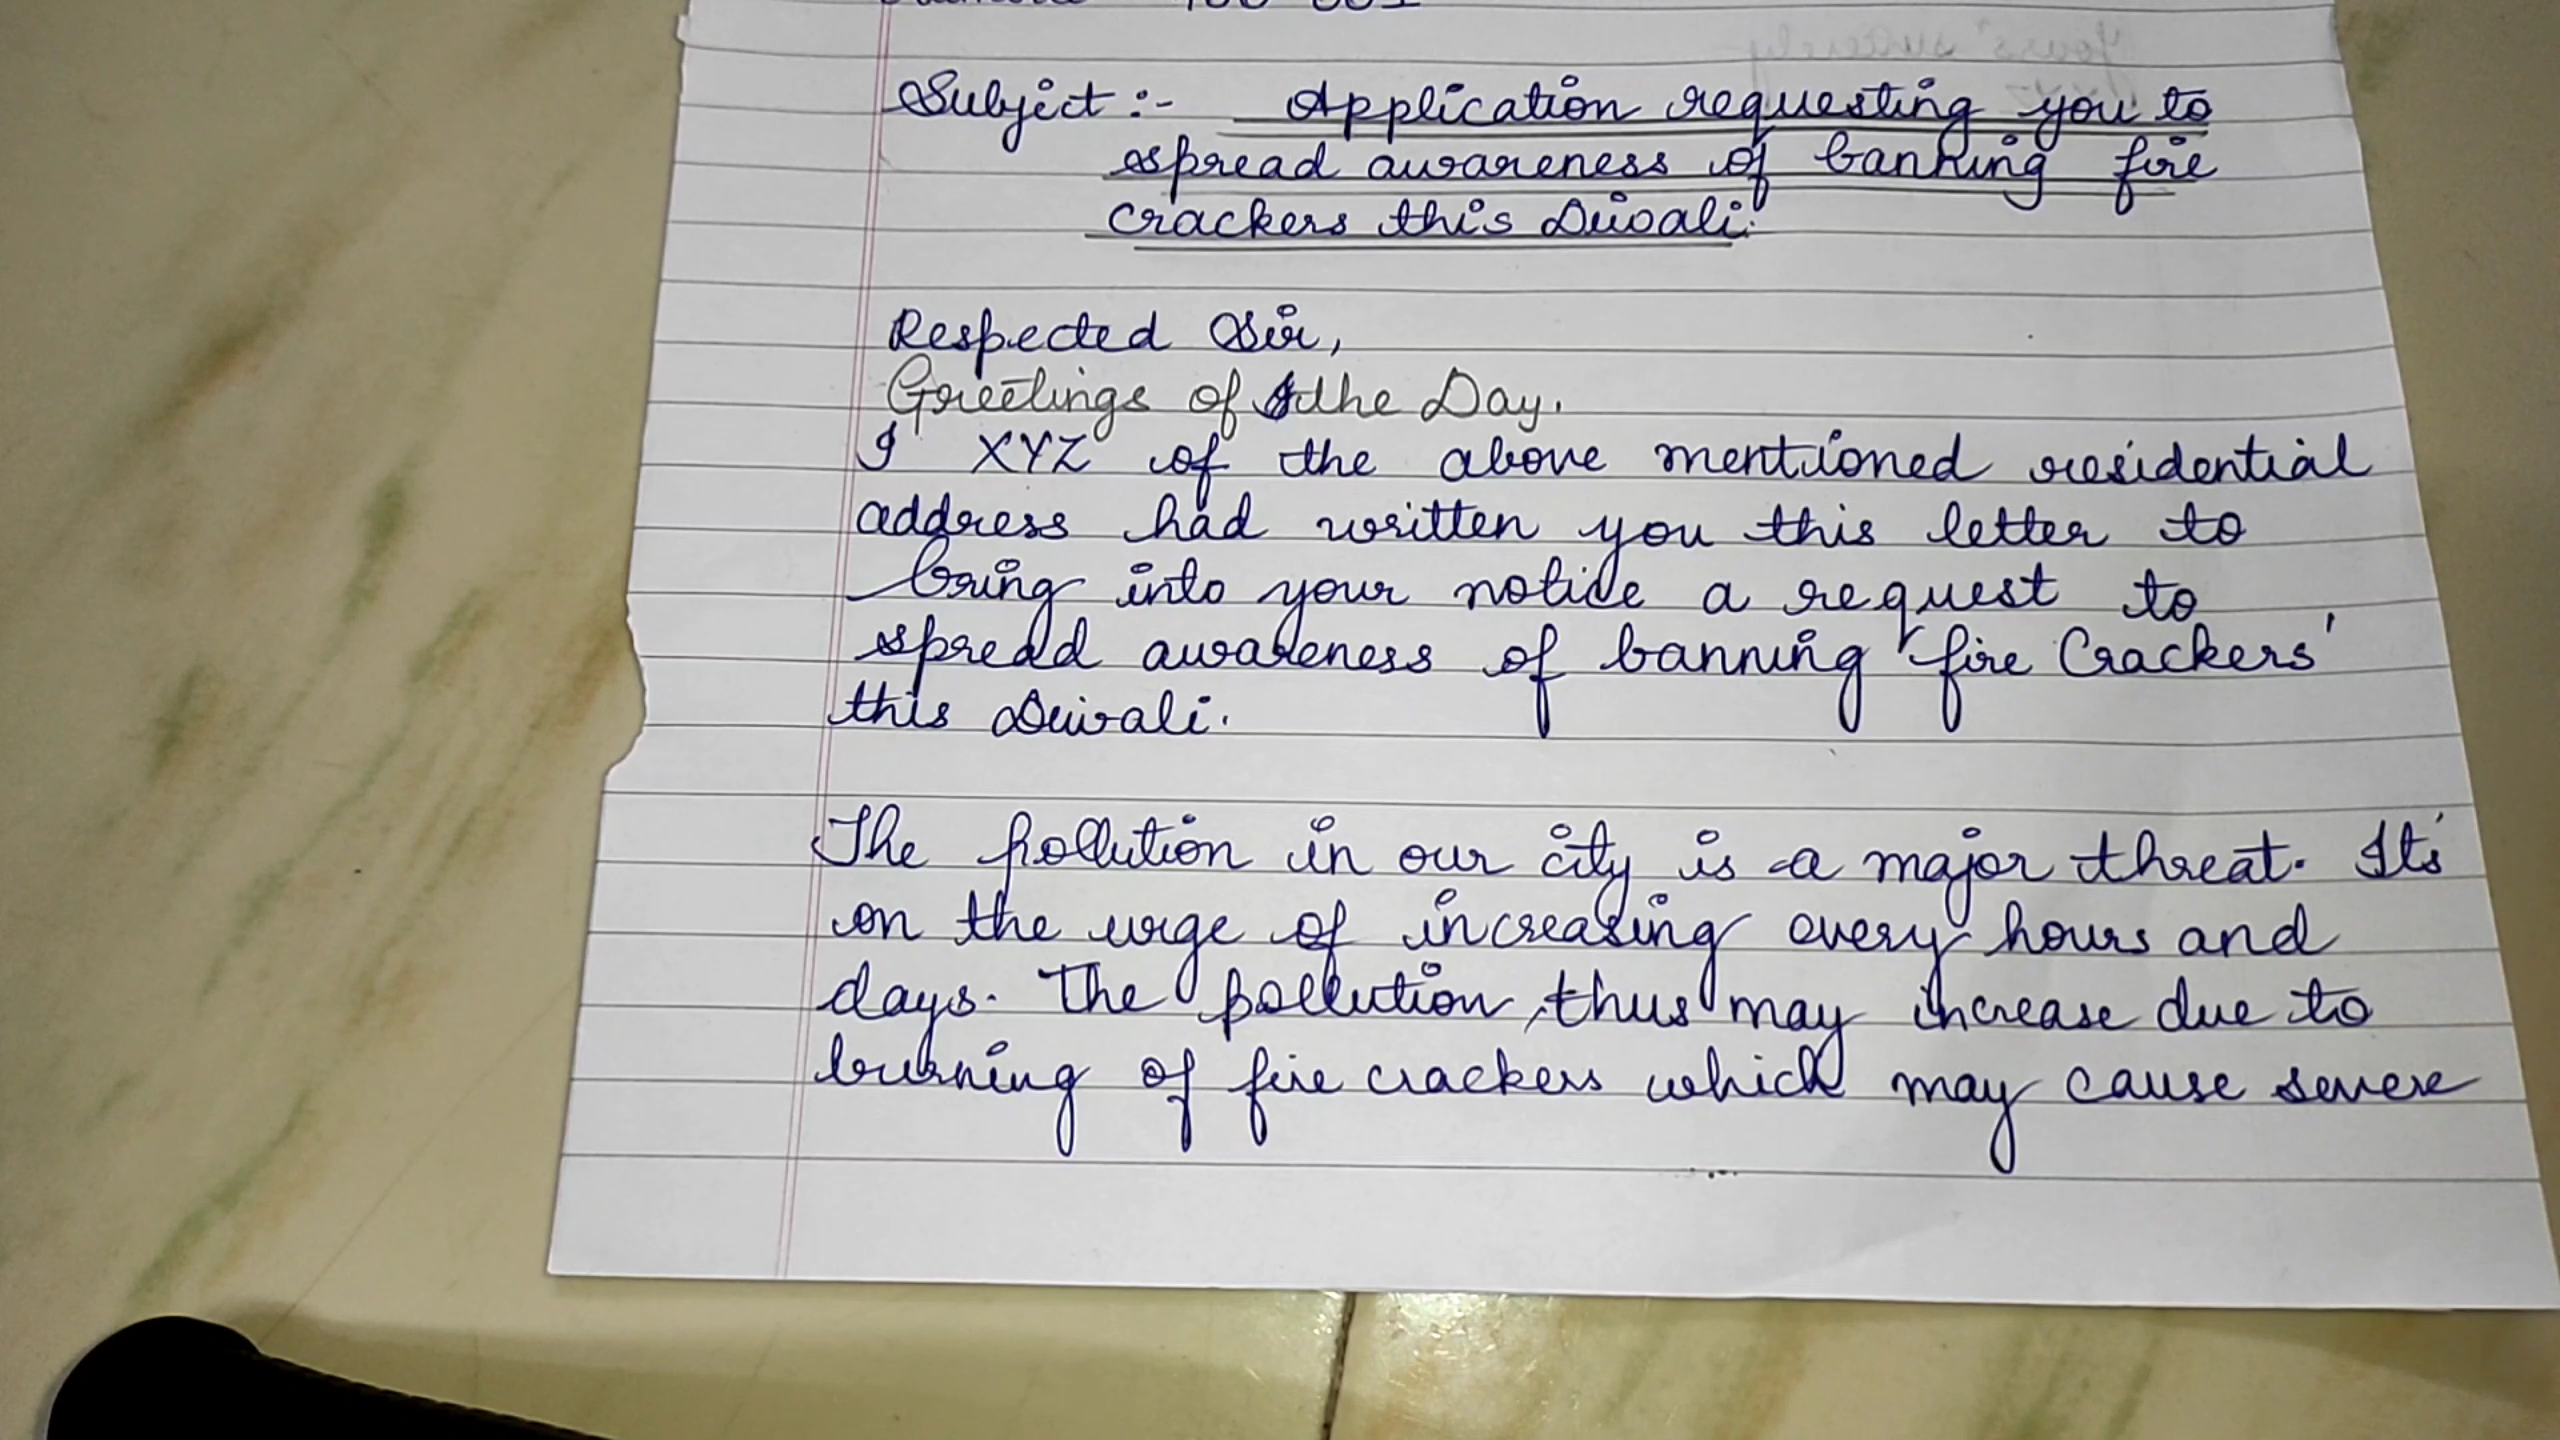 400 001
Subject :- Application requesting you to
spread awareness of banning fire
crackers this Diwali.
Respected Sir,
Greetings of the Day.
I XYZ of the above mentioned residential
address had written you this letter to
bring into your notice a request to
spread awareness of banning 'fire Crackers'
this Diwali.
The pollution in our city is a major threat. It's
on the urge of increasing every hours and
days. The pollution, thus may increase due to
burning of fire crackers which may cause severe